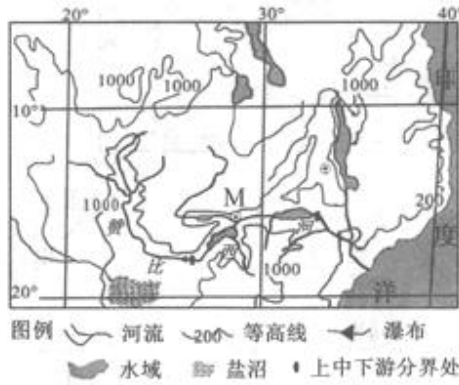 20° 30° 40°
1000 1000 1000
10°
印
M
200
1000
赞
西 河 度
比 1000
20° 洋
图例 河流 200 等高线 瀑布
水域 盐沼 上中下游分界处